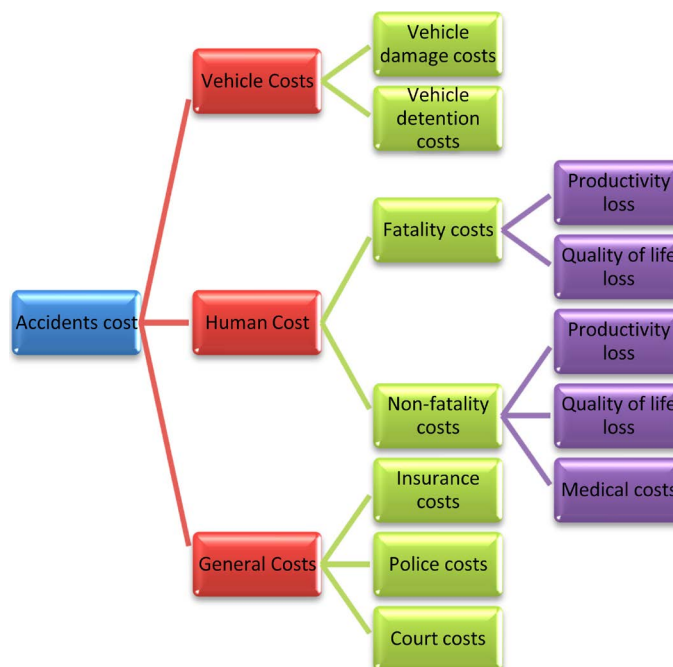 Vehicle
damage costs
Vehicle Costs
Vehicle
detention
costs
Productivity
loss
Fatality costs
Quality of life
loss
Accidents cost
Human Cost
Productivity
loss
Non-fatality
costs
Quality of life
loss
Insurance
costs
Medical costs
General Costs
Police costs
Court costs